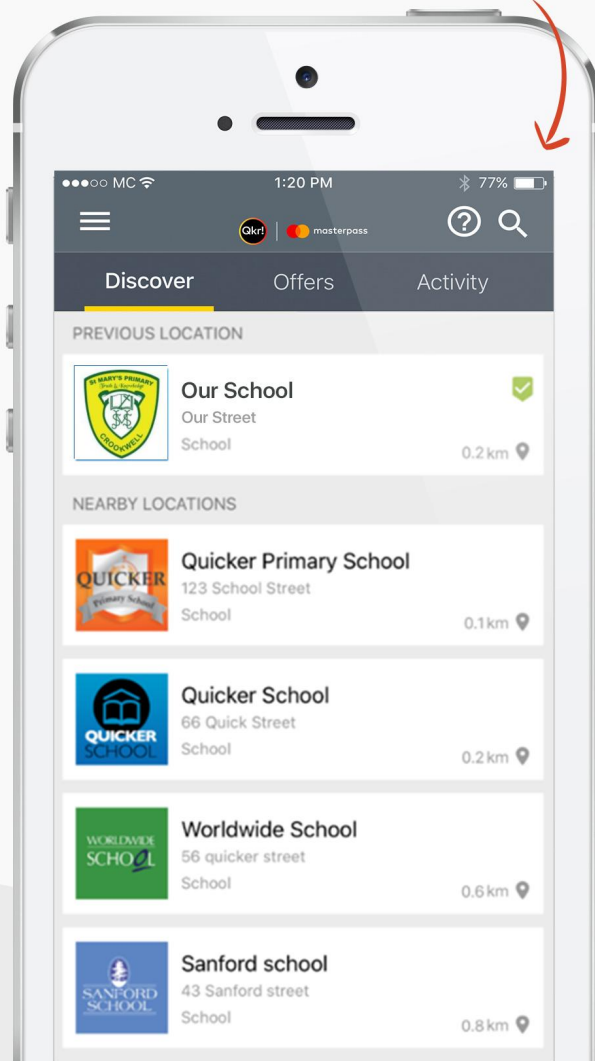 MC
1:20 PM
77%
Qkr!
masterpass
Discover
Offers
Activity
PREVIOUS LOCATION
ST MARY'S PRIMARY
CROOKWELL
Our School
Our Street
School
0.2 km
NEARBY LOCATIONS
QUICKER
Primary School
Quicker Primary School
123 School Street
School
0.1 km
QUICKER
SCHOOL
Quicker School
66 Quick Street
School
0.2 km
WORLDWIDE
SCHOOL
Worldwide School
56 quicker street
School
0.6 km
SANFORD
SCHOOL
Sanford school
43 Sanford street
School
0.8 km